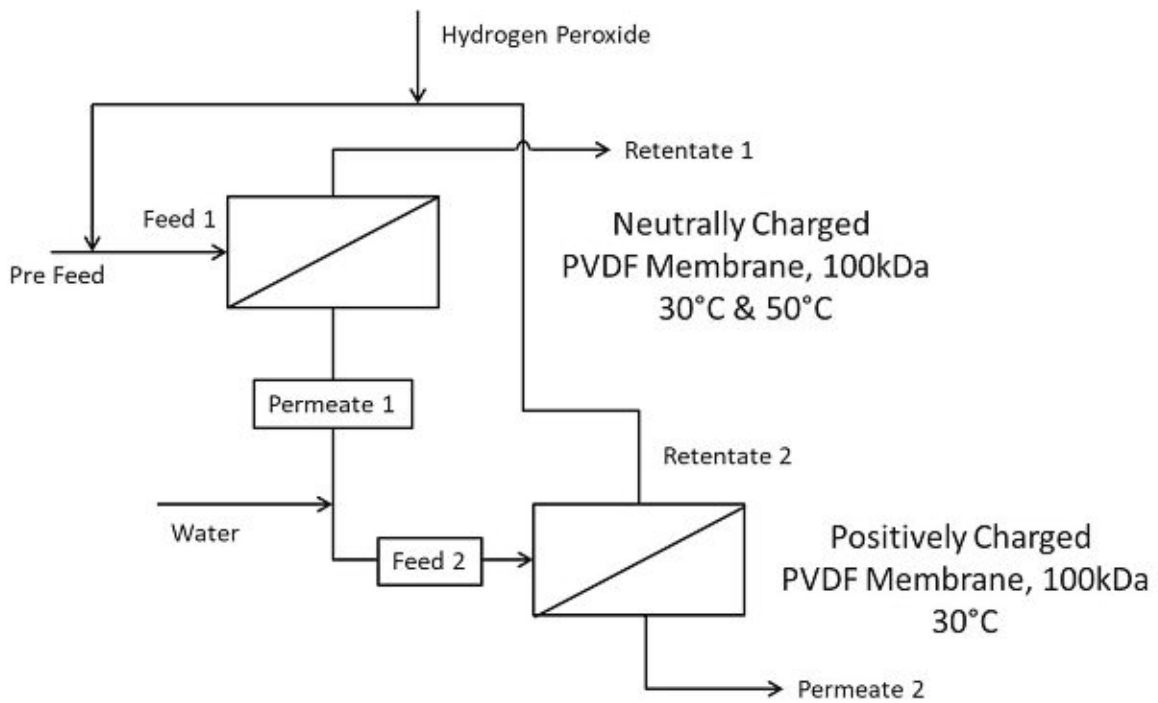 Hydrogen Peroxide
Retentate 1
Feed 1
Neutrally Charged
PVDF Membrane, 100kDa
30°C & 50°C
Pre Feed
Permeate 1
Retentate 2
Water
Feed 2
Positively Charged
PVDF Membrane, 100kDa
30°C
Permeate 2